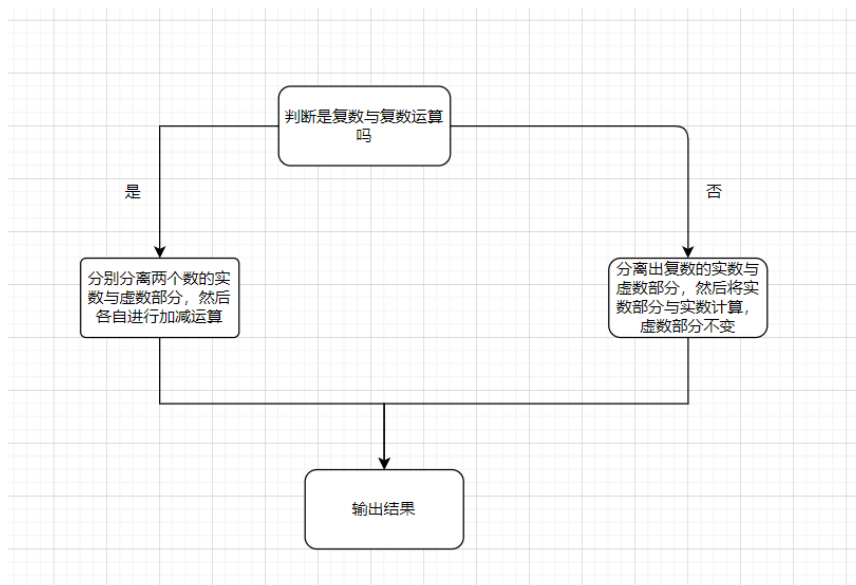 判断是复数与复数运算
吗
是
否
分别分离两个数的实
数与虚数部分，然后
各自进行加减运算
分离出复数的实数与
虚数部分，然后将实
数部分与实数计算，
虚数部分不变
输出结果